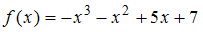 f(x) = −x³ − x² + 5x + 7